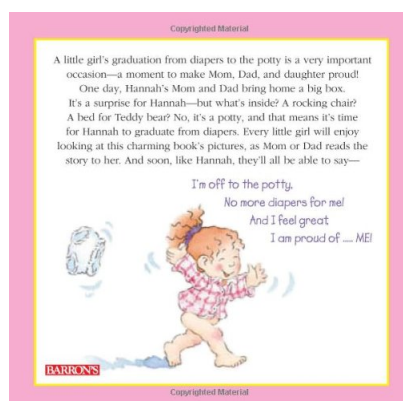 Copyrighted Material
A little girl's graduation from diapers to the potty is a very important
occasion—a moment to make Mom, Dad, and daughter proud!
One day, Hannah's Mom and Dad bring home a big box.
It's a surprise for Hannah—but what's inside? A rocking chair?
A bed for Teddy bear? No, it's a potty, and that means it's time
for Hannah to graduate from diapers. Every little girl will enjoy
looking at this charming book's pictures, as Mom or Dad reads the
story to her. And soon, like Hannah, they'll all be able to say—
I'm off to the potty.
No more diapers for me!
And I feel great
I am proud of ..... ME!
BARRON'S
Copyrighted Material